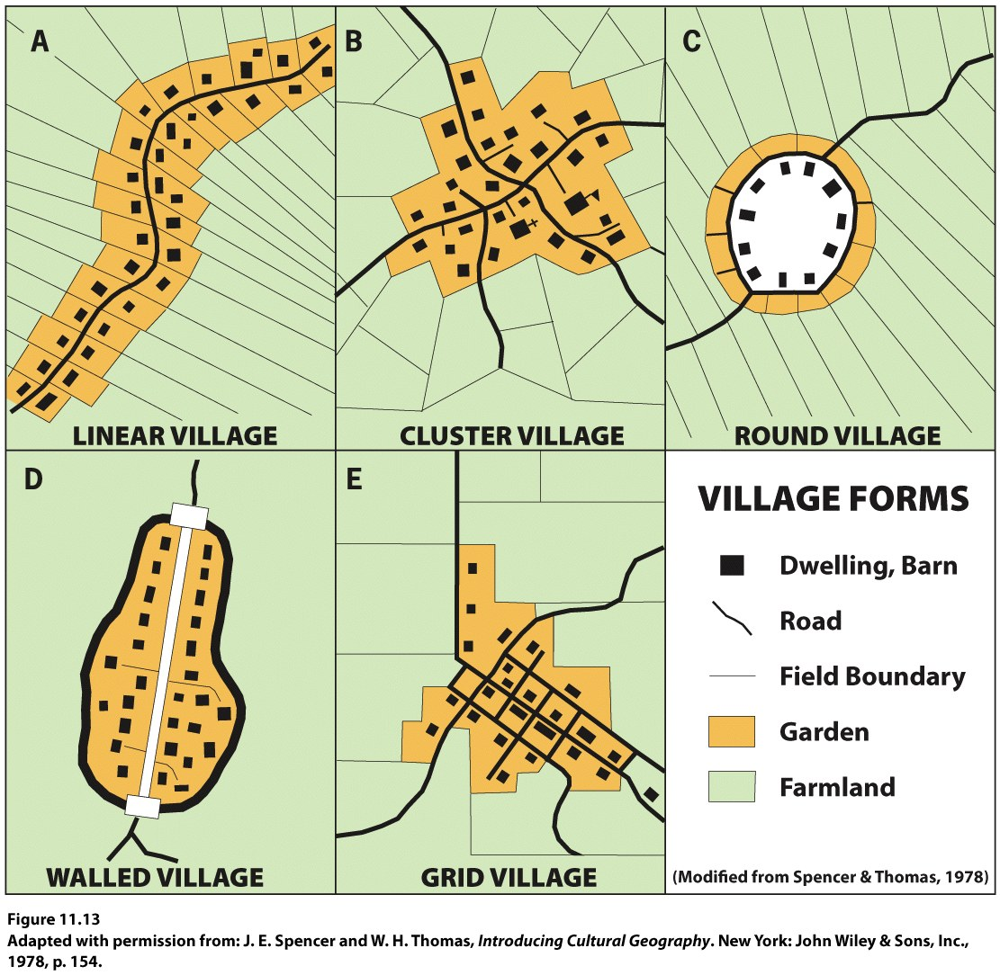 A
B
C
LINEAR VILLAGE
CLUSTER VILLAGE
ROUND VILLAGE
D
E
WALLED VILLAGE
GRID VILLAGE
VILLAGE FORMS
Dwelling, Barn
Road
Field Boundary
Garden
Farmland
(Modified from Spencer & Thomas, 1978)
Figure 11.13
Adapted with permission from: J. E. Spencer and W. H. Thomas, Introducing Cultural Geography. New York: John Wiley & Sons, Inc.,
1978, p. 154.